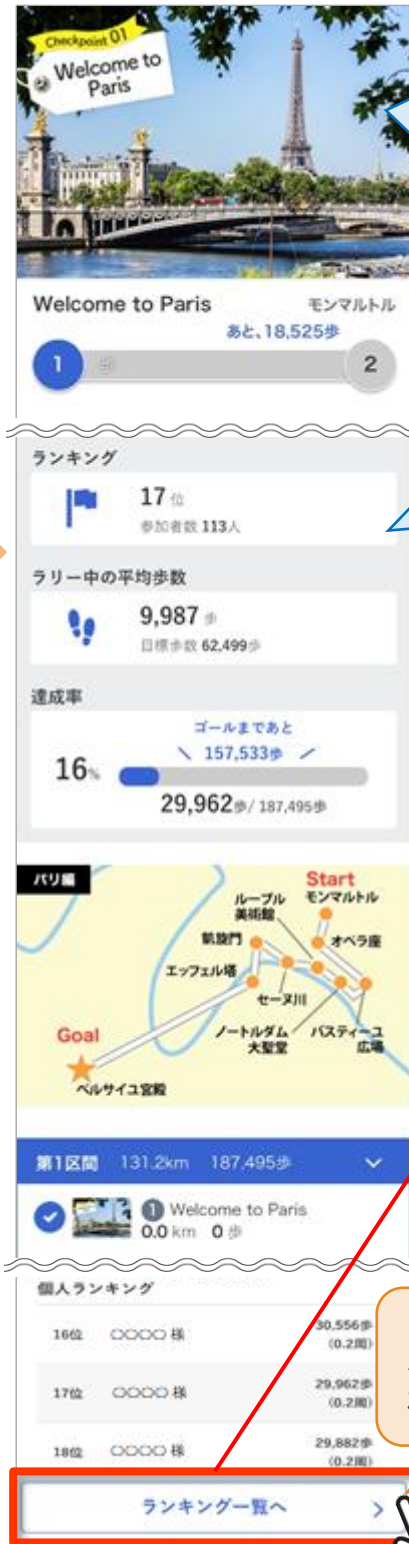 Checkpoint 01
Welcome to
Paris
Welcome to Paris
モンマルトル
あと、18,525歩
1
2
ランキング
17位
参加者数 113人
ラリー中の平均歩数
9,987 歩
目標歩数 62,499歩
達成率
ゴールまであと
＼ 157,533歩 ／
16%
29,962歩/ 187,495歩
パリ編
Start
モンマルトル
ルーブル
美術館
凱旋門
オペラ座
エッフェル塔
セーヌ川
Goal
ノートルダム
大聖堂
バスティーユ
広場
ベルサイユ宮殿
第1区間 131.2km 187,495歩
1 Welcome to Paris
0.0 km 0 歩
個人ランキング
16位 〇〇〇〇 様 30,556歩
(0.2周)
17位 〇〇〇〇 様 29,962歩
(0.2周)
18位 〇〇〇〇 様 29,882歩
(0.2周)
ランキング一覧へ >